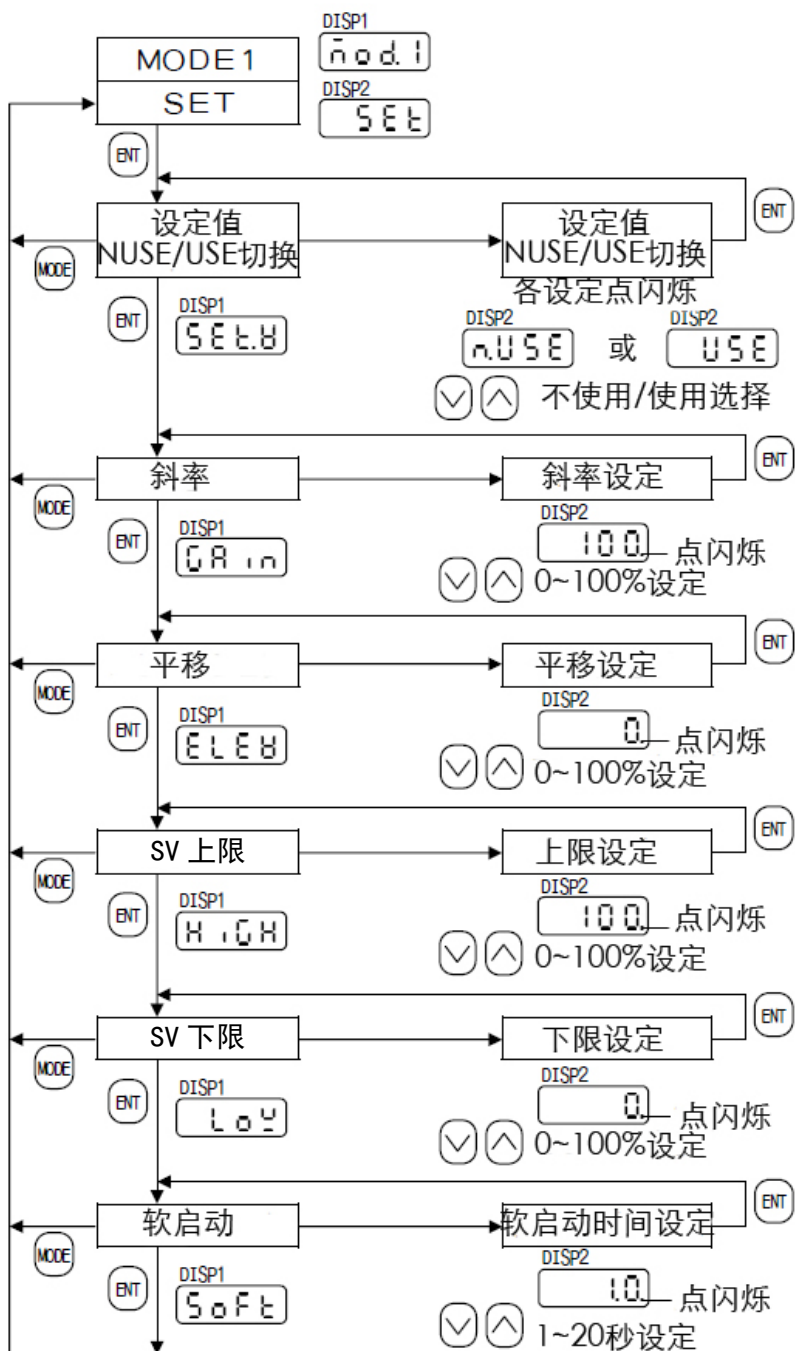 DISP1
MODE1
mod.1
SET
DISP2
SEt
ENT
ENT
设定值
NUSE/USE切换
设定值
NUSE/USE切换
MODE
各设定点闪烁
ENT
DISP1
SEt.V
DISP2
n.USE
或
DISP2
USE
不使用/使用选择
ENT
斜率
斜率设定
MODE
ENT
DISP1
GAin
DISP2
100.
点闪烁
0~100%设定
ENT
平移
平移设定
MODE
ENT
DISP1
ELEV
DISP2
0.
点闪烁
0~100%设定
ENT
SV 上限
上限设定
MODE
ENT
DISP1
HiGH
DISP2
100.
点闪烁
0~100%设定
ENT
SV 下限
下限设定
MODE
ENT
DISP1
LoW
DISP2
0.
点闪烁
0~100%设定
ENT
软启动
软启动时间设定
MODE
ENT
DISP1
SoFt
DISP2
1.0.
点闪烁
1~20秒设定